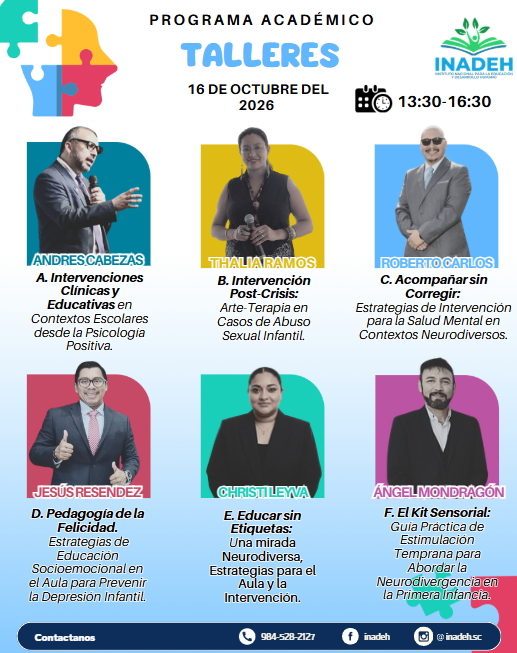 PROGRAMA ACADÉMICO
TALLERES
INADEH
INSTITUTO NACIONAL PARA LA EDUCACIÓN
Y DESARROLLO HUMANO
16 DE OCTUBRE DEL
2026
13:30-16:30
ANDRES CABEZAS
A. Intervenciones
Clínicas y
Educativas en
Contextos Escolares
desde la Psicología
Positiva.
THALIA RAMOS
B. Intervención
Post-Crisis:
Arte-Terapia en
Casos de Abuso
Sexual Infantil.
ROBERTO CARLOS
C. Acompañar sin
Corregir:
Estrategias de Intervención
para la Salud Mental en
Contextos Neurodiversos.
JESÚS RESENDEZ
D. Pedagogía de la
Felicidad.
Estrategias de
Educación
Socioemocional en
el Aula para Prevenir
la Depresión Infantil.
CHRISTI LEYVA
E. Educar sin
Etiquetas:
Una mirada
Neurodiversa,
Estrategias para el
Aula y la
Intervención.
ÁNGEL MONDRAGÓN
F. El Kit Sensorial:
Guía Práctica de
Estimulación
Temprana para
Abordar la
Neurodivergencia en
la Primera Infancia.
Contactanos
984-528-2127
inadeh
@inadeh.sc